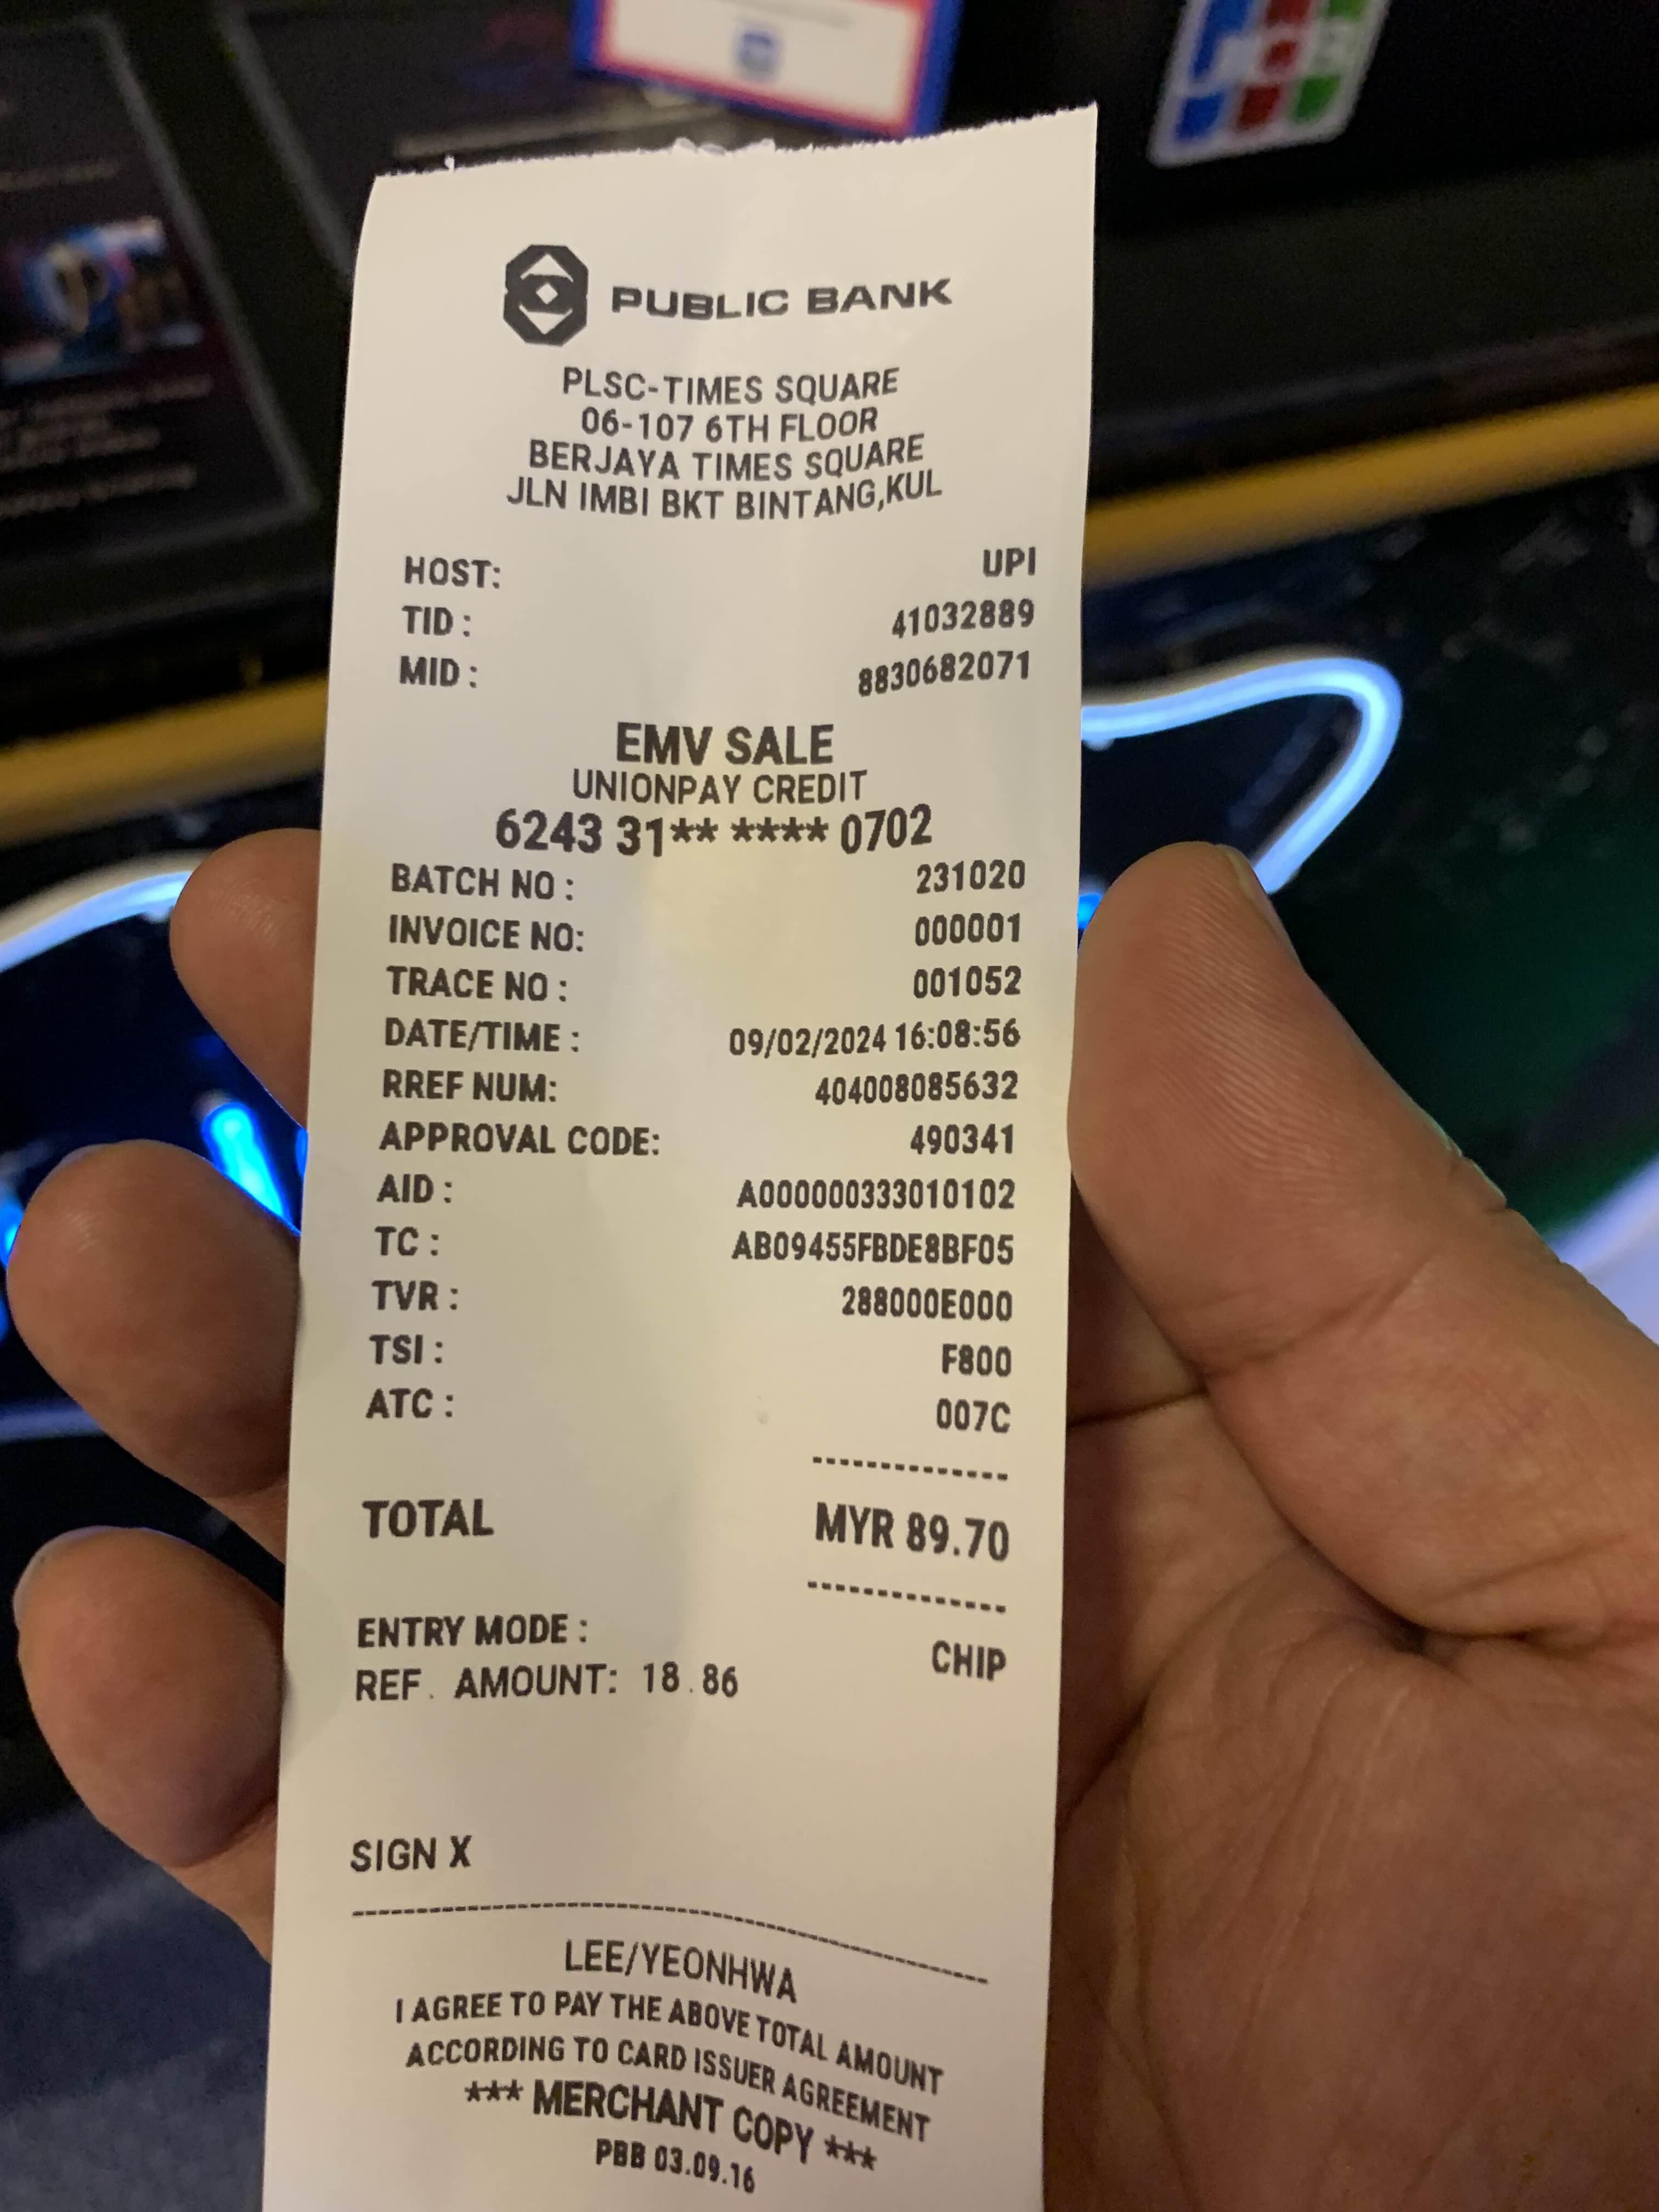 PUBLIC BANK
PLSC-TIMES SQUARE
06-107 6TH FLOOR
BERJAYA TIMES SQUARE
JLN IMBI BKT BINTANG,KUL
HOST: UPI
TID : 41032889
MID : 8830682071
EMV SALE
UNIONPAY CREDIT
6243 31** **** 0702
BATCH NO : 231020
INVOICE NO: 000001
TRACE NO : 001052
DATE/TIME : 09/02/2024 16:08:56
RREF NUM: 404008085632
APPROVAL CODE: 490341
AID : A000000333010102
TC : AB09455FBDE8BF05
TVR : 288000E000
TSI : F800
ATC : 007C
--------------
TOTAL MYR 89.70
--------------
ENTRY MODE : CHIP
REF. AMOUNT: 18.86
SIGN X
LEE/YEONHWA
I AGREE TO PAY THE ABOVE TOTAL AMOUNT
ACCORDING TO CARD ISSUER AGREEMENT
*** MERCHANT COPY ***
PBB 03.09.16